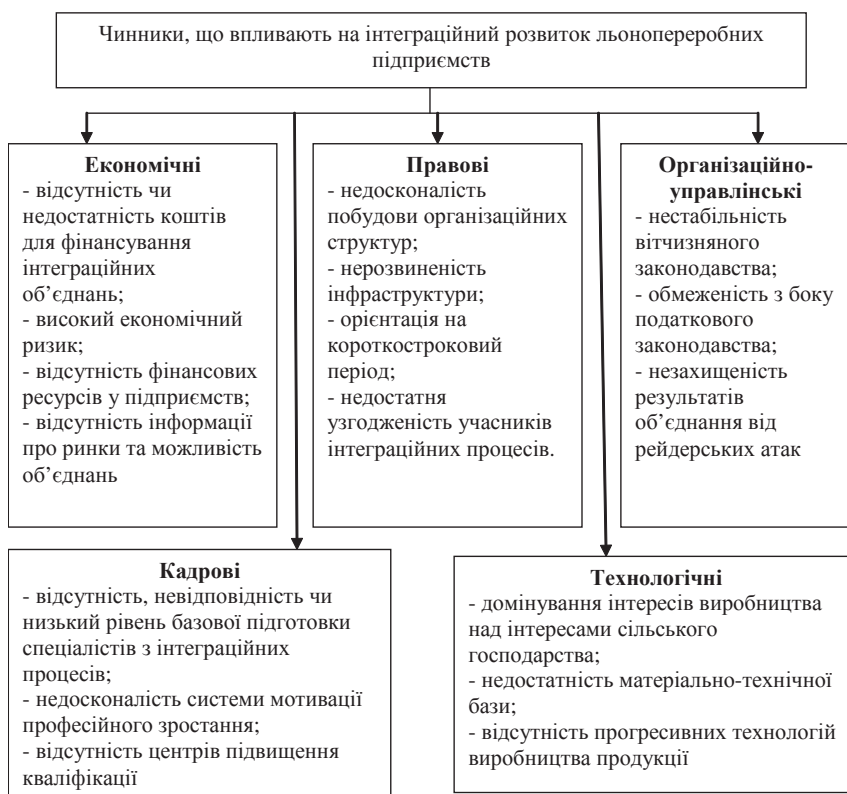 Чинники, що впливають на інтеграційний розвиток льонопереробних
підприємств
Економічні
- відсутність чи
недостатність коштів
для фінансування
інтеграційних
об’єднань;
- високий економічний
ризик;
- відсутність фінансових
ресурсів у підприємств;
- відсутність інформації
про ринки та можливість
об’єднань
Правові
- недосконалість
побудови організаційних
структур;
- нерозвиненість
інфраструктури;
- орієнтація на
короткостроковий
період;
- недостатня
узгодженість учасників
інтеграційних процесів.
Організаційно-
управлінські
- нестабільність
вітчизняного
законодавства;
- обмеженість з боку
податкового
законодавства;
- незахищеність
результатів
об’єднання від
рейдерських атак
Кадрові
- відсутність, невідповідність чи
низький рівень базової підготовки
спеціалістів з інтеграційних
процесів;
- недосконалість системи мотивації
професійного зростання;
- відсутність центрів підвищення
кваліфікації
Технологічні
- домінування інтересів виробництва
над інтересами сільського
господарства;
- недостатність матеріально-технічної
бази;
- відсутність прогресивних технологій
виробництва продукції